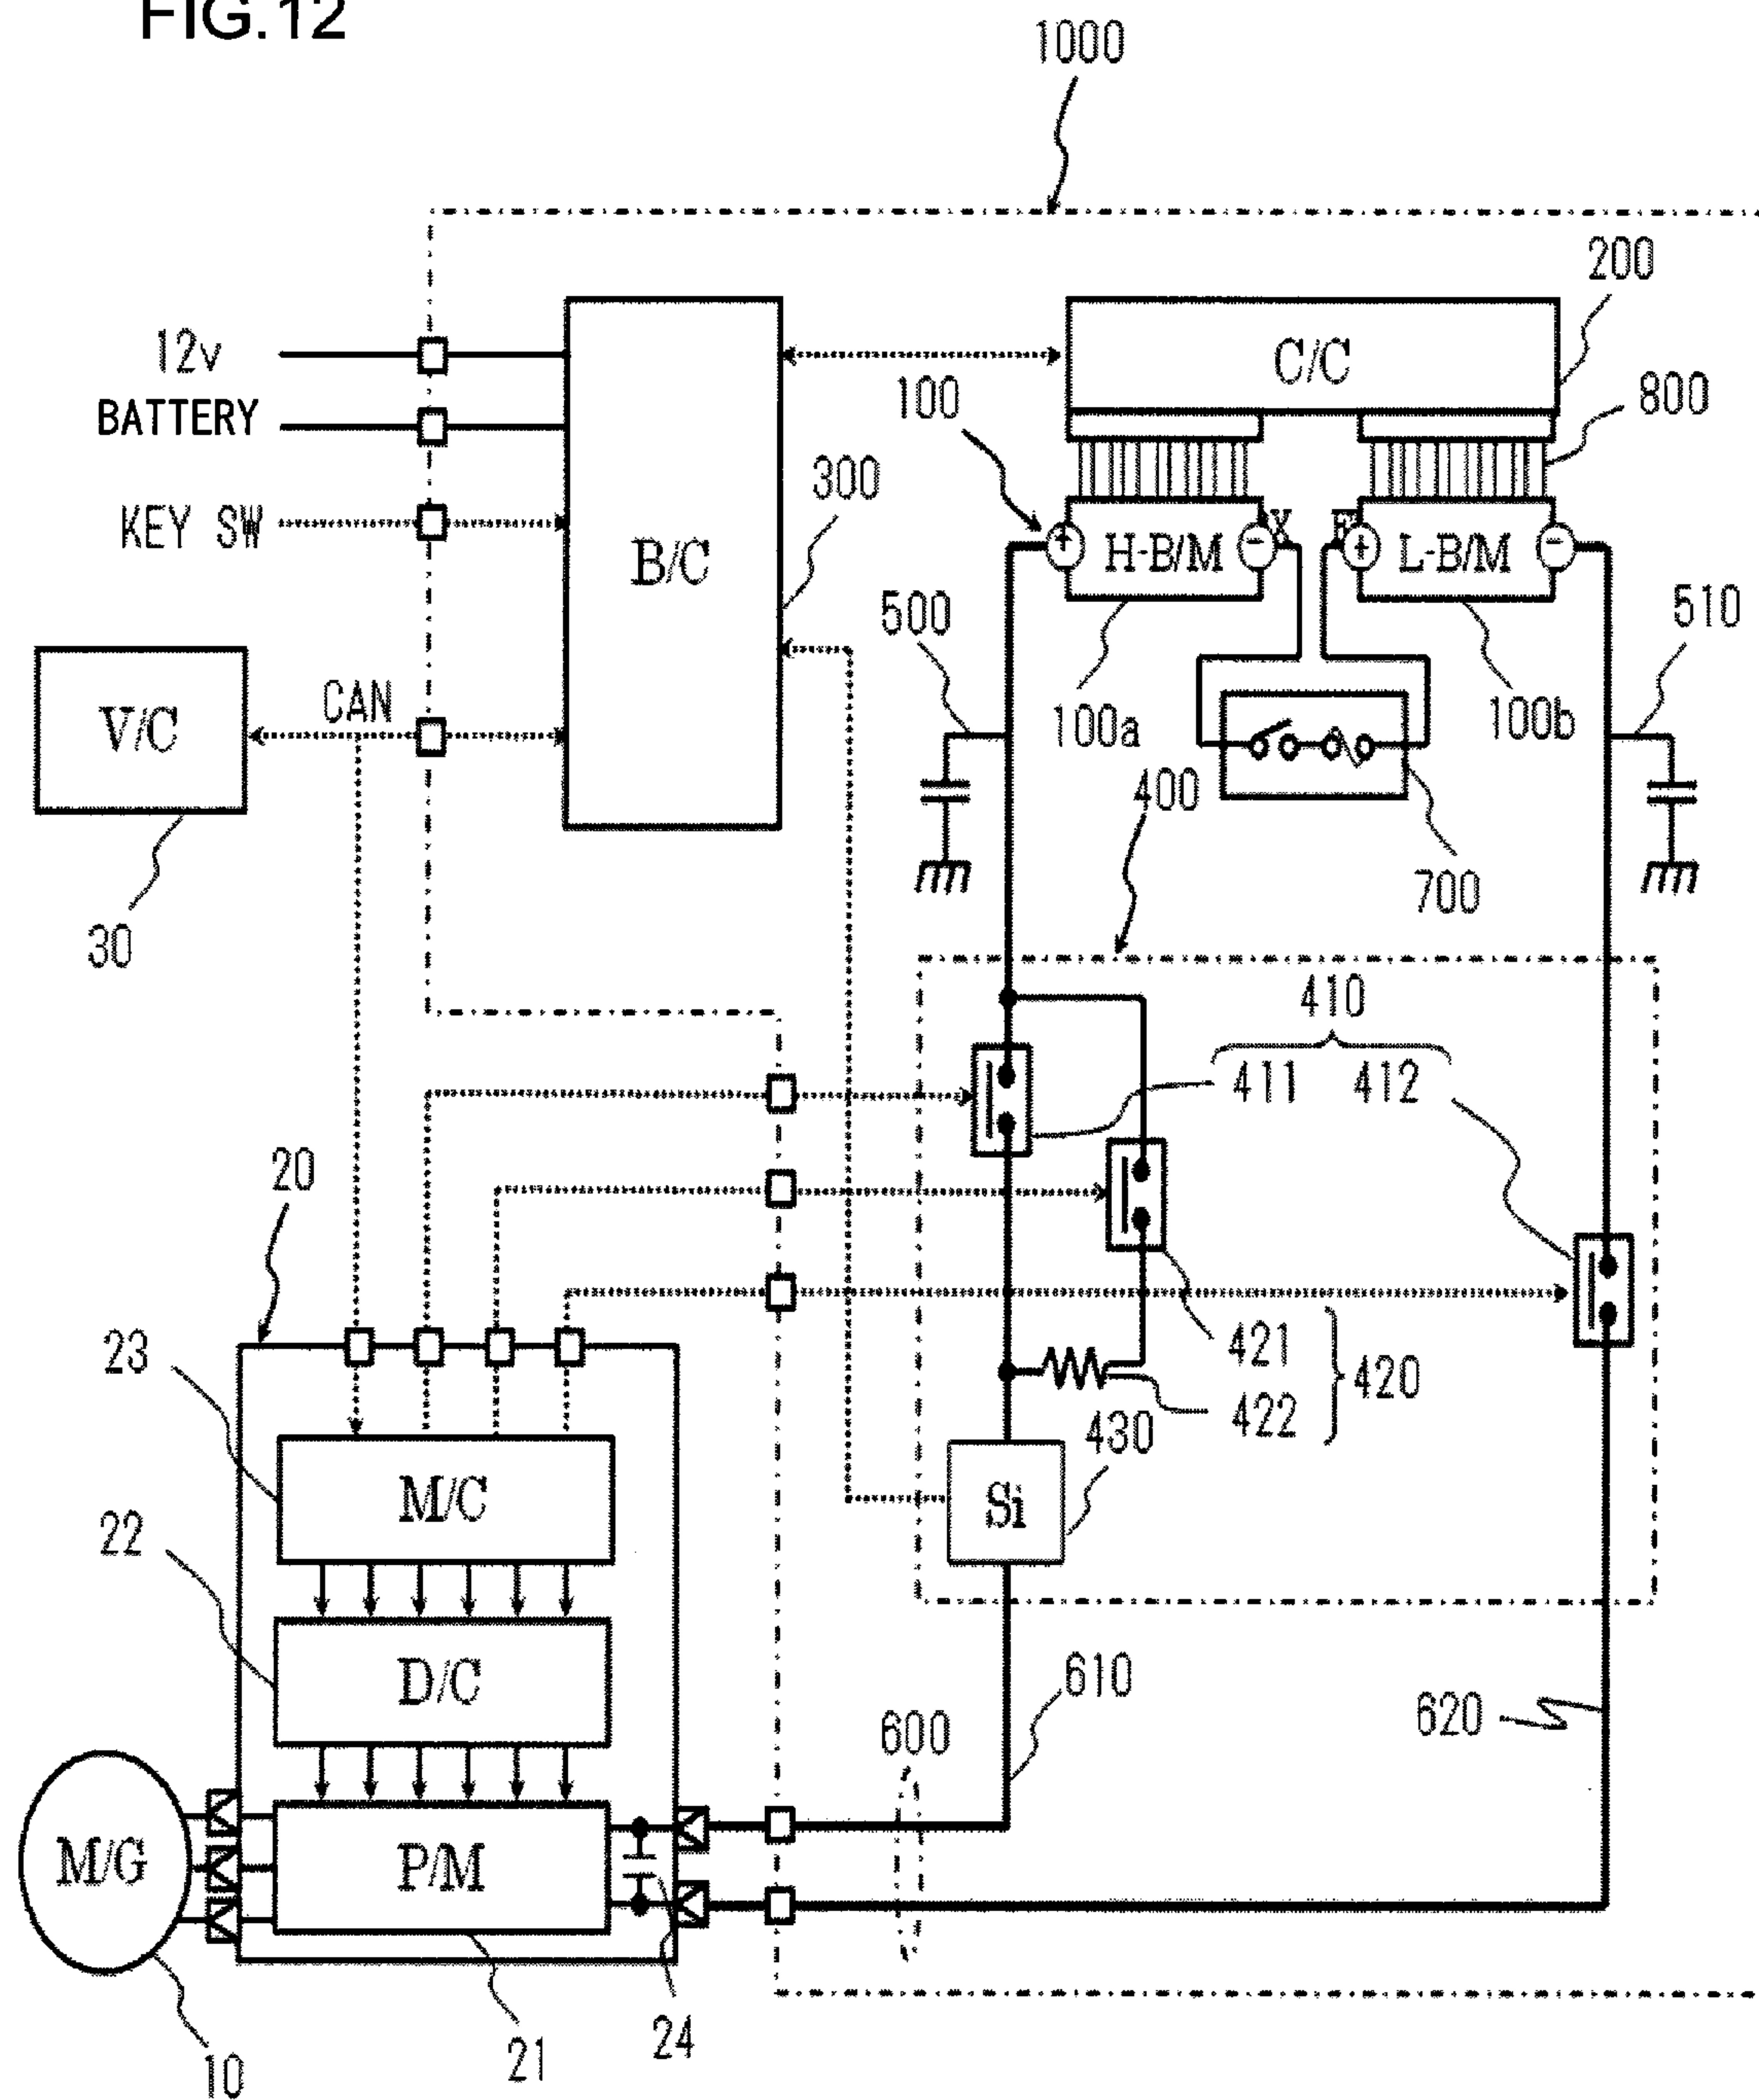 FIG.12
1000
200
12v
C/C
BATTERY
100
800
300
KEY SW
B/C
+ H-B/M − X
F + L-B/M −
500
510
CAN
V/C
100a
100b
400
700
30
410
411 412
20
23
421
420
422
430
M/C
Si
22
D/C
610
620
600
M/G
P/M
24
21
10